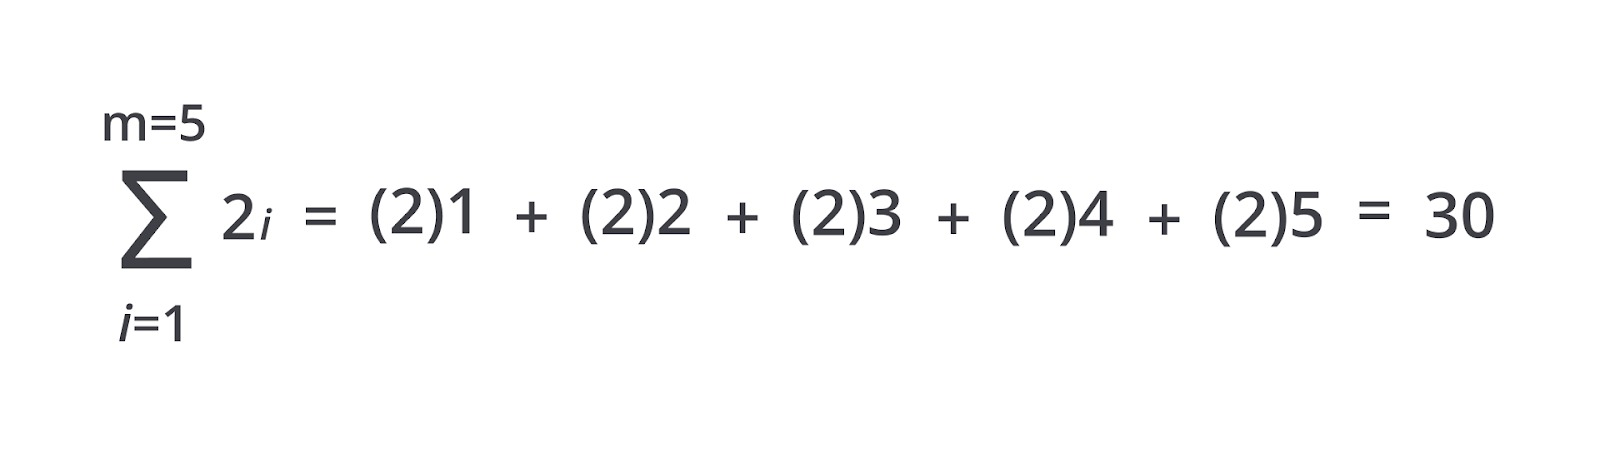 m=5
∑ 2i = (2)1 + (2)2 + (2)3 + (2)4 + (2)5 = 30
i=1